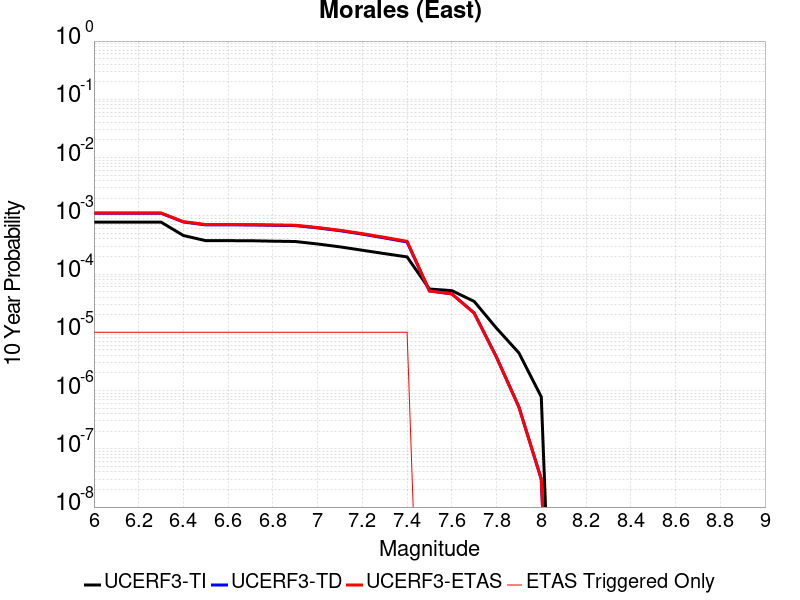 Morales (East)
10^0
10^-1
10^-2
10^-3
10^-4
10^-5
10^-6
10^-7
10^-8
10 Year Probability
6 6.2 6.4 6.6 6.8 7 7.2 7.4 7.6 7.8 8 8.2 8.4 8.6 8.8 9
Magnitude
UCERF3-TI UCERF3-TD UCERF3-ETAS ETAS Triggered Only